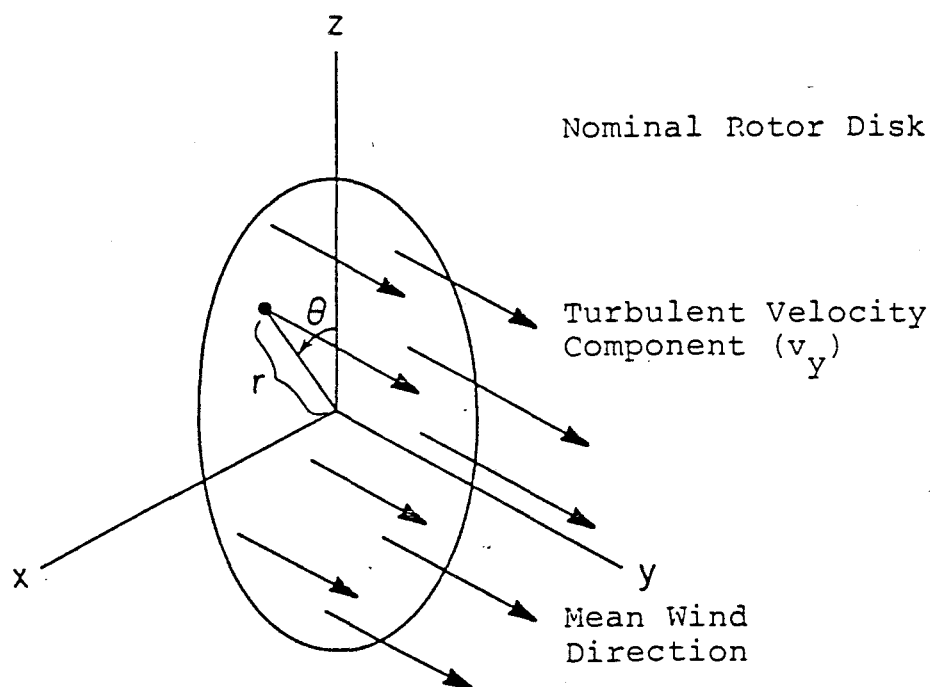 z
Nominal Rotor Disk
θ
Turbulent Velocity
Component (v_y)
r
x
y
Mean Wind
Direction